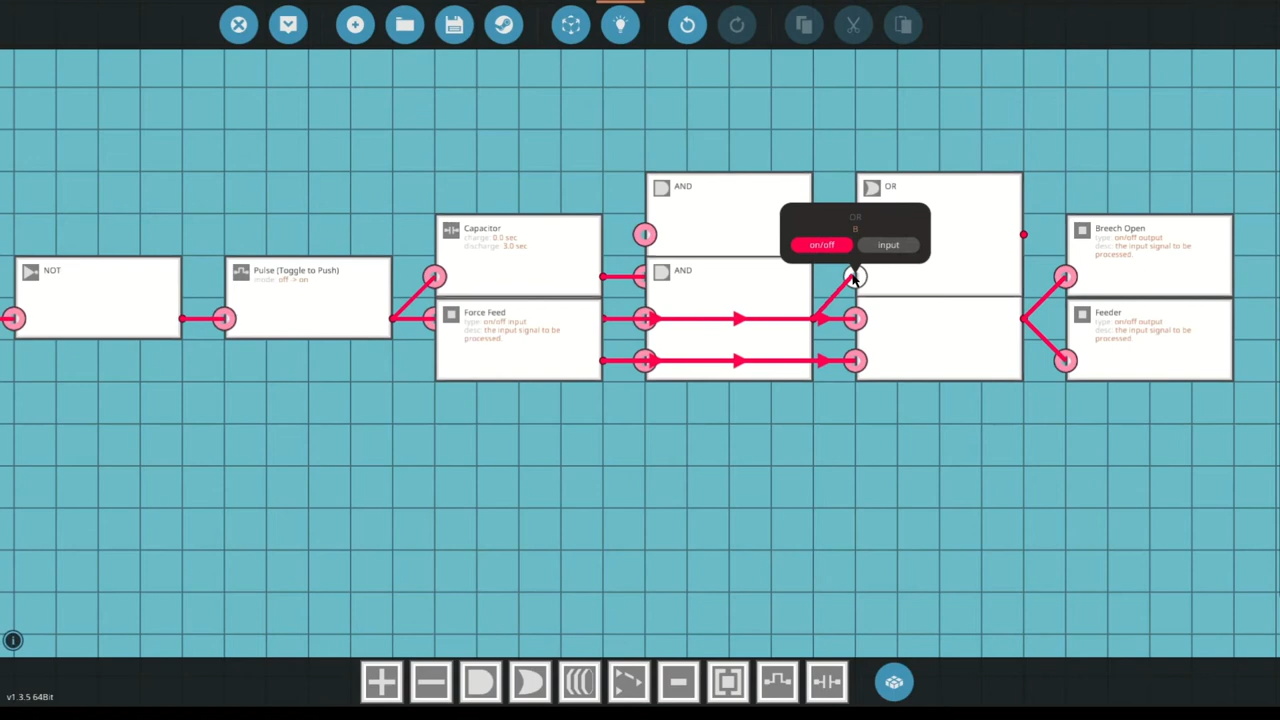 NOT
Pulse (Toggle to Push)
mode: off -> on
Capacitor
charge: 0.0 sec
discharge: 3.0 sec
Force Feed
type: on/off input
desc: the input signal to be
processed.
AND
AND
OR
OR
B
on/off
input
Breech Open
type: on/off output
desc: the input signal to be
processed.
Feeder
type: on/off output
desc: the input signal to be
processed.
v1.3.5 64Bit